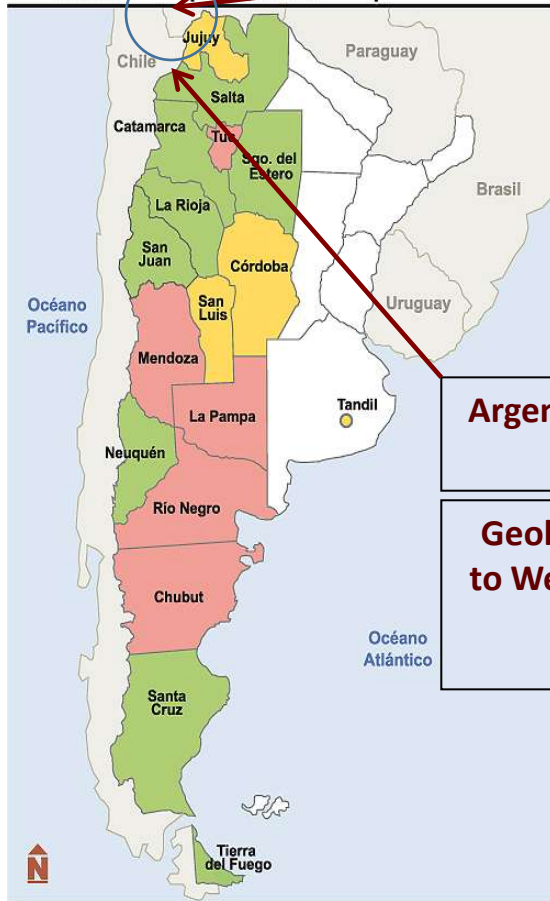 Jujuy
Paraguay
Chile
Salta
Catamarca
Tuc
Sgo. del
Estero
La Rioja
Brasil
San
Juan
Córdoba
San
Luis
Océano
Pacífico
Uruguay
Mendoza
Tandil
La Pampa
Neuquén
Río Negro
Chubut
Océano
Atlántico
Santa
Cruz
Tierra
del Fuego
N
Argen
Geol
to We